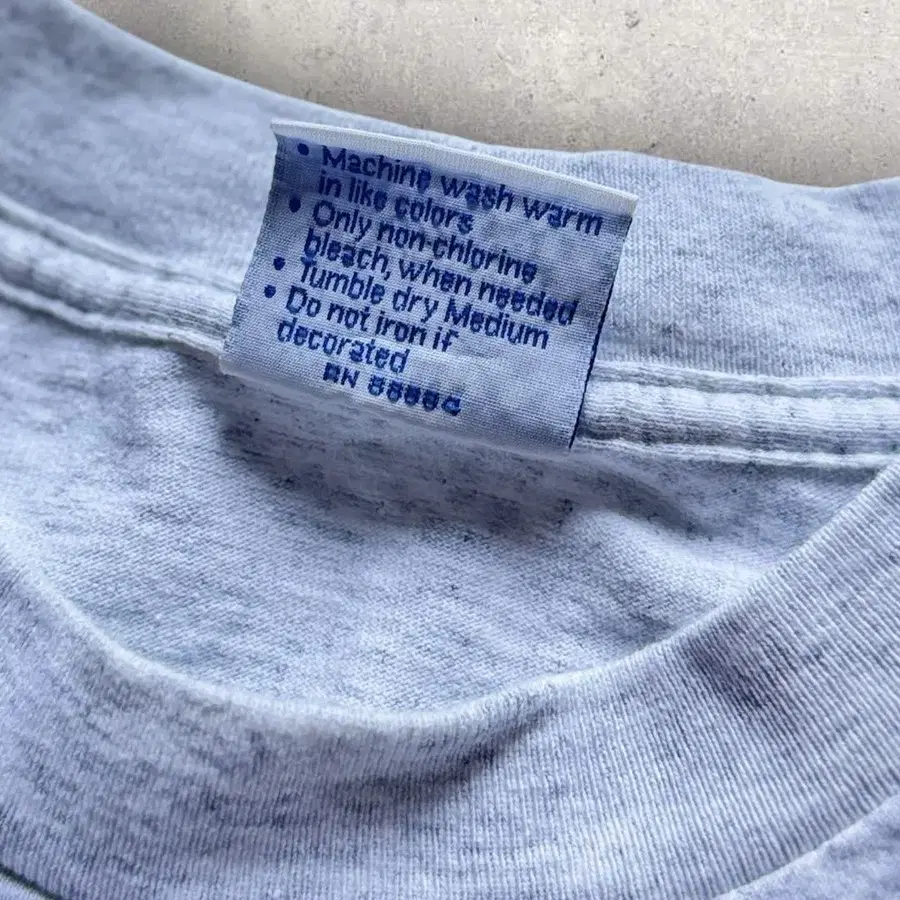 • Machine wash warm
in like colors
• Only non-chlorine
bleach, when needed
• Tumble dry Medium
• Do not iron if
decorated
RN